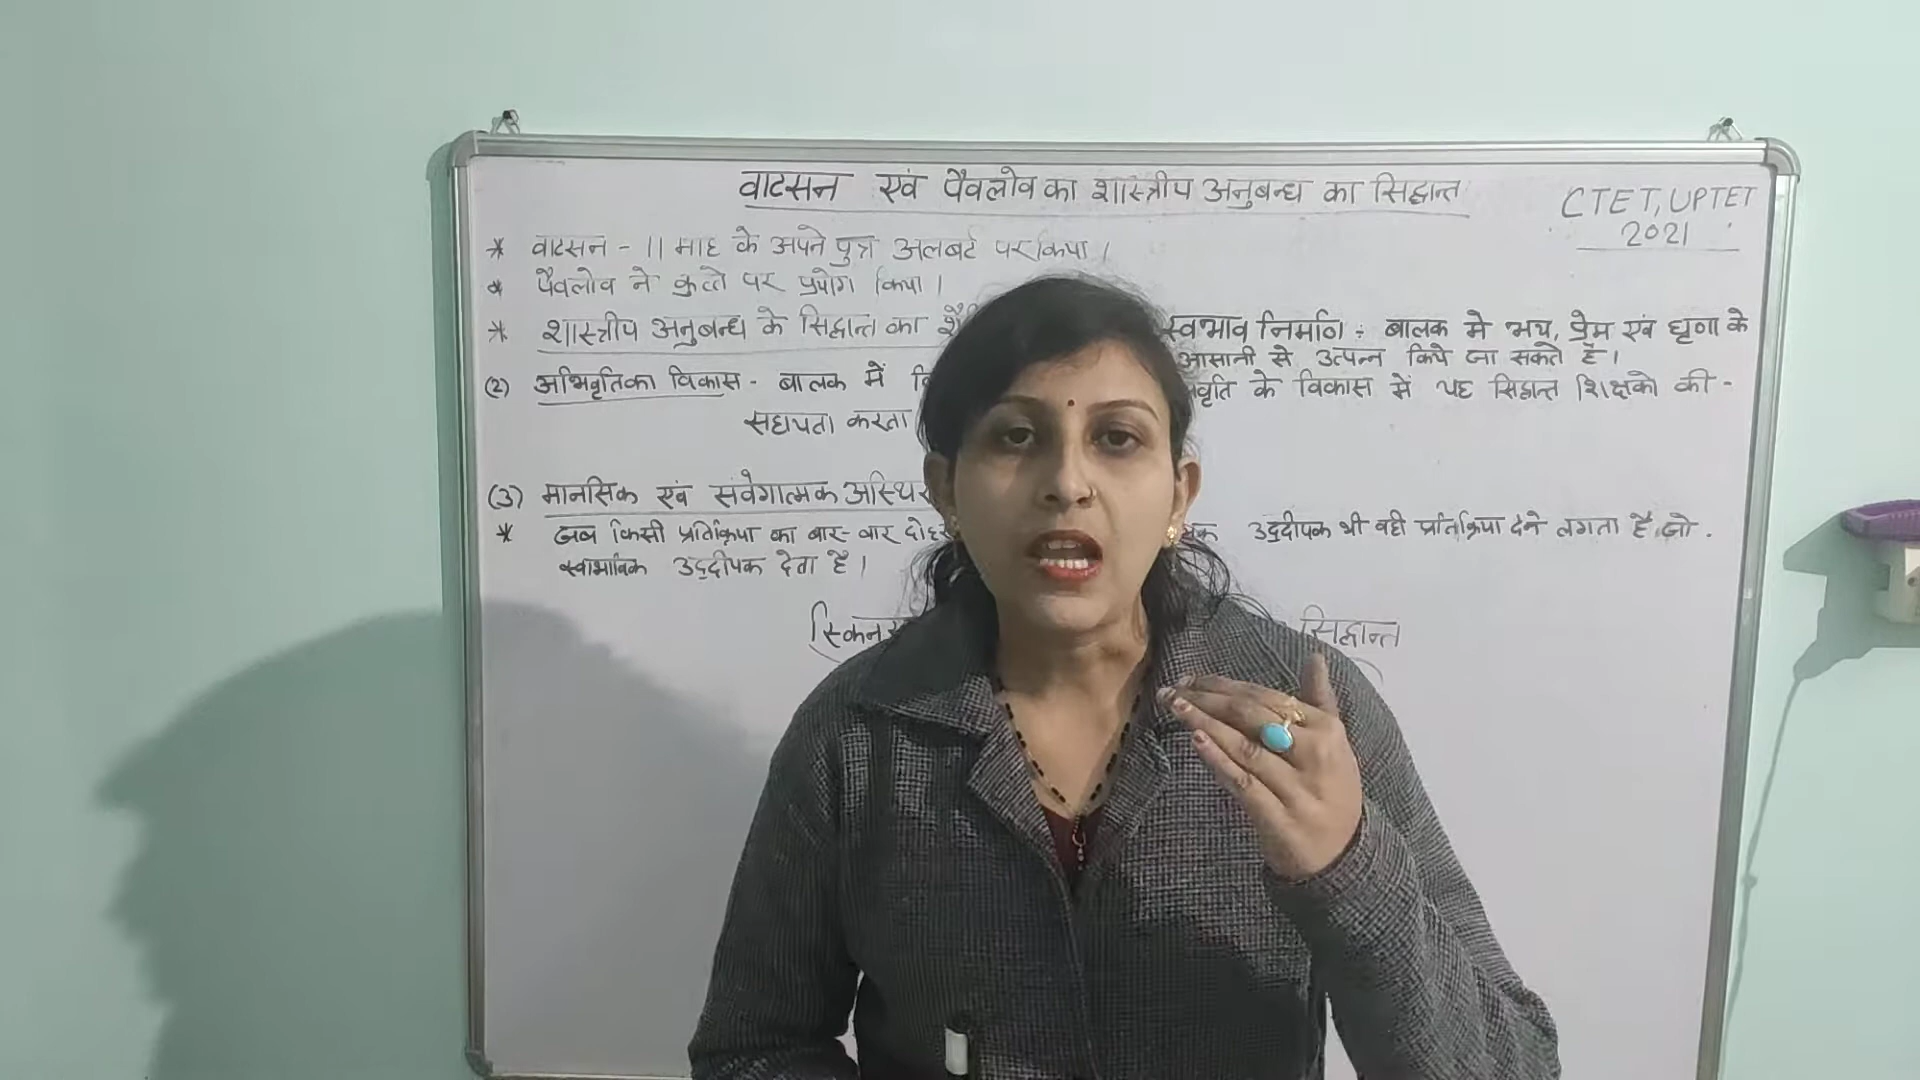 वाटसन एवं पैवलोव का शास्त्रीय अनुबन्ध का सिद्धान्त
CTET, UPTET
2021
* वाटसन - 11 माह के अपने पुत्र अलबर्ट पर किया।
* पैवलोव ने कुत्ते पर प्रयोग किया।
* शास्त्रीय अनुबन्ध के सिद्धान्त का स्वभाव निर्माण : बालक मे भय, प्रेम एवं घृणा के
आसानी से उत्पन्न किये जा सकते है।
(2) अभिवृतिका विकास - बालक में के विकास में यह सिद्धान्त शिक्षको की -
सहायता करता
(3) मानसिक एवं संवेगात्मक
* जब किसी प्रतिक्रिया का बार-बार उद्दीपक भी वही प्रतिक्रिया देने लगता है जो .
स्वाभाविक उद्दीपक देता है।
सिद्धान्त